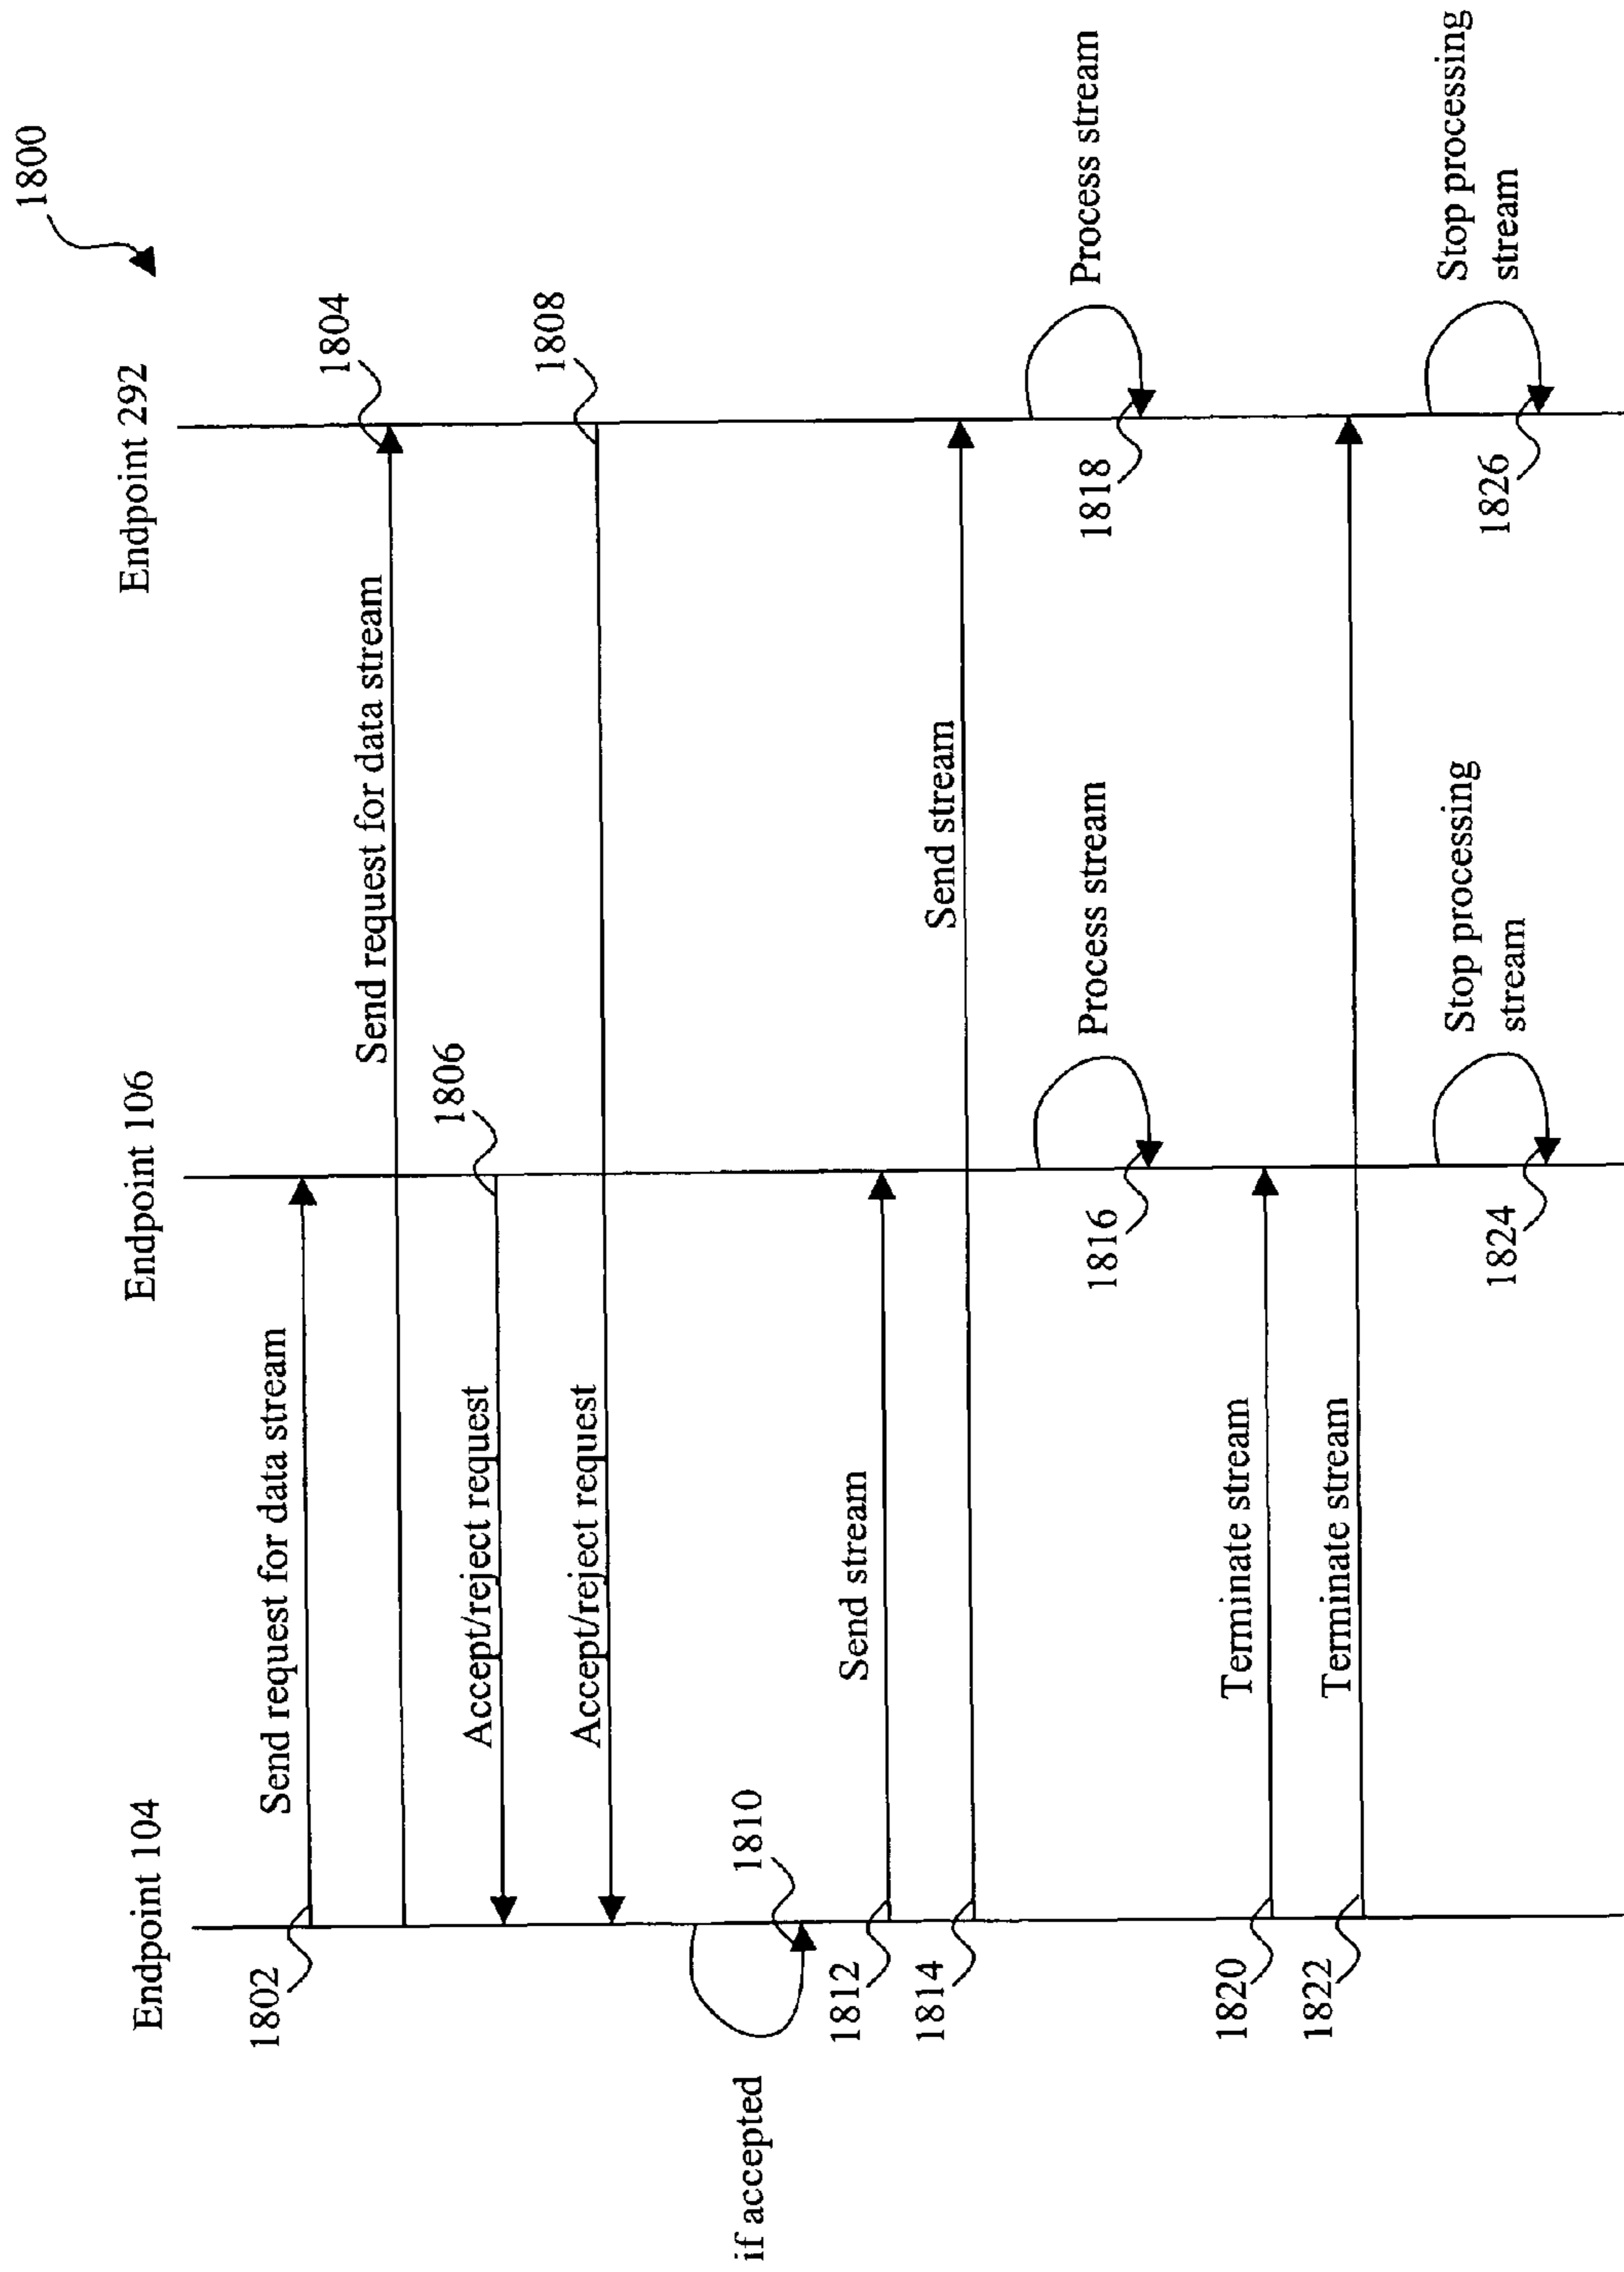 1800
Endpoint 104
Endpoint 106
Endpoint 292
1802
Send request for data stream
Send request for data stream
1804
Accept/reject request
1806
Accept/reject request
1808
if accepted
1810
1812
Send stream
1814
Send stream
1816
Process stream
1818
Process stream
1820
Terminate stream
1822
Terminate stream
1824
Stop processing
stream
1826
Stop processing
stream